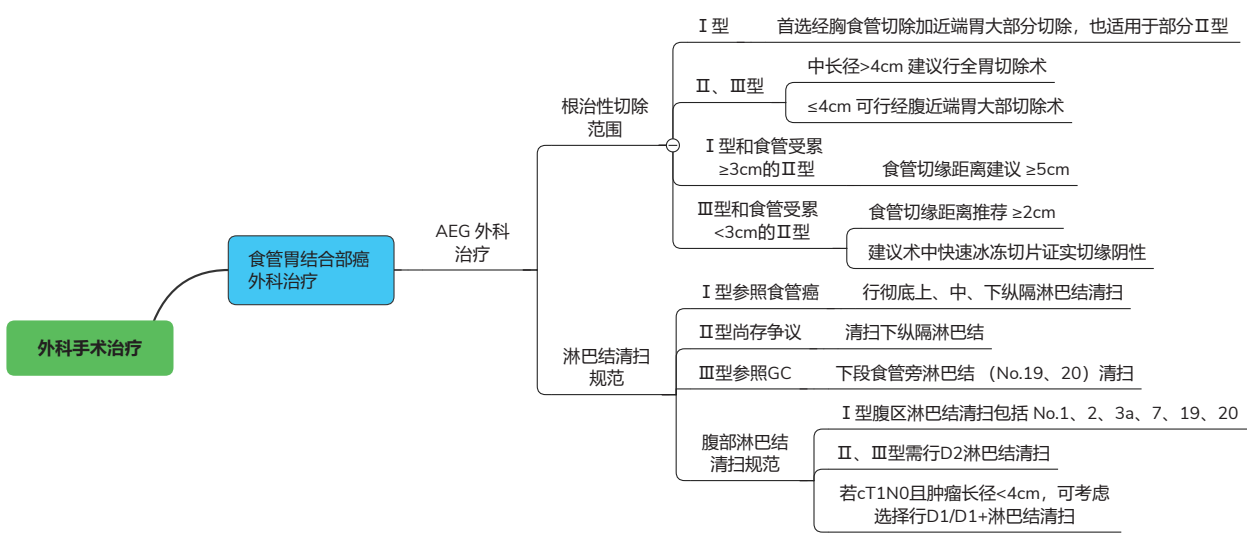 外科手术治疗
食管胃结合部癌
外科治疗
AEG 外科
治疗
根治性切除
范围
Ⅰ型
首选经胸食管切除加近端胃大部分切除，也适用于部分Ⅱ型
Ⅱ、Ⅲ型
中长径>4cm 建议行全胃切除术
≤4cm 可行经腹近端胃大部切除术
Ⅰ型和食管受累
≥3cm的Ⅱ型
食管切缘距离建议 ≥5cm
Ⅲ型和食管受累
<3cm的Ⅱ型
食管切缘距离推荐 ≥2cm
建议术中快速冰冻切片证实切缘阴性
淋巴结清扫
规范
Ⅰ型参照食管癌
行彻底上、中、下纵隔淋巴结清扫
Ⅱ型尚存争议
清扫下纵隔淋巴结
Ⅲ型参照GC
下段食管旁淋巴结 （No.19、20）清扫
腹部淋巴结
清扫规范
Ⅰ型腹区淋巴结清扫包括 No.1、2、3a、7、19、20
Ⅱ、Ⅲ型需行D2淋巴结清扫
若cT1N0且肿瘤长径<4cm，可考虑
选择行D1/D1+淋巴结清扫